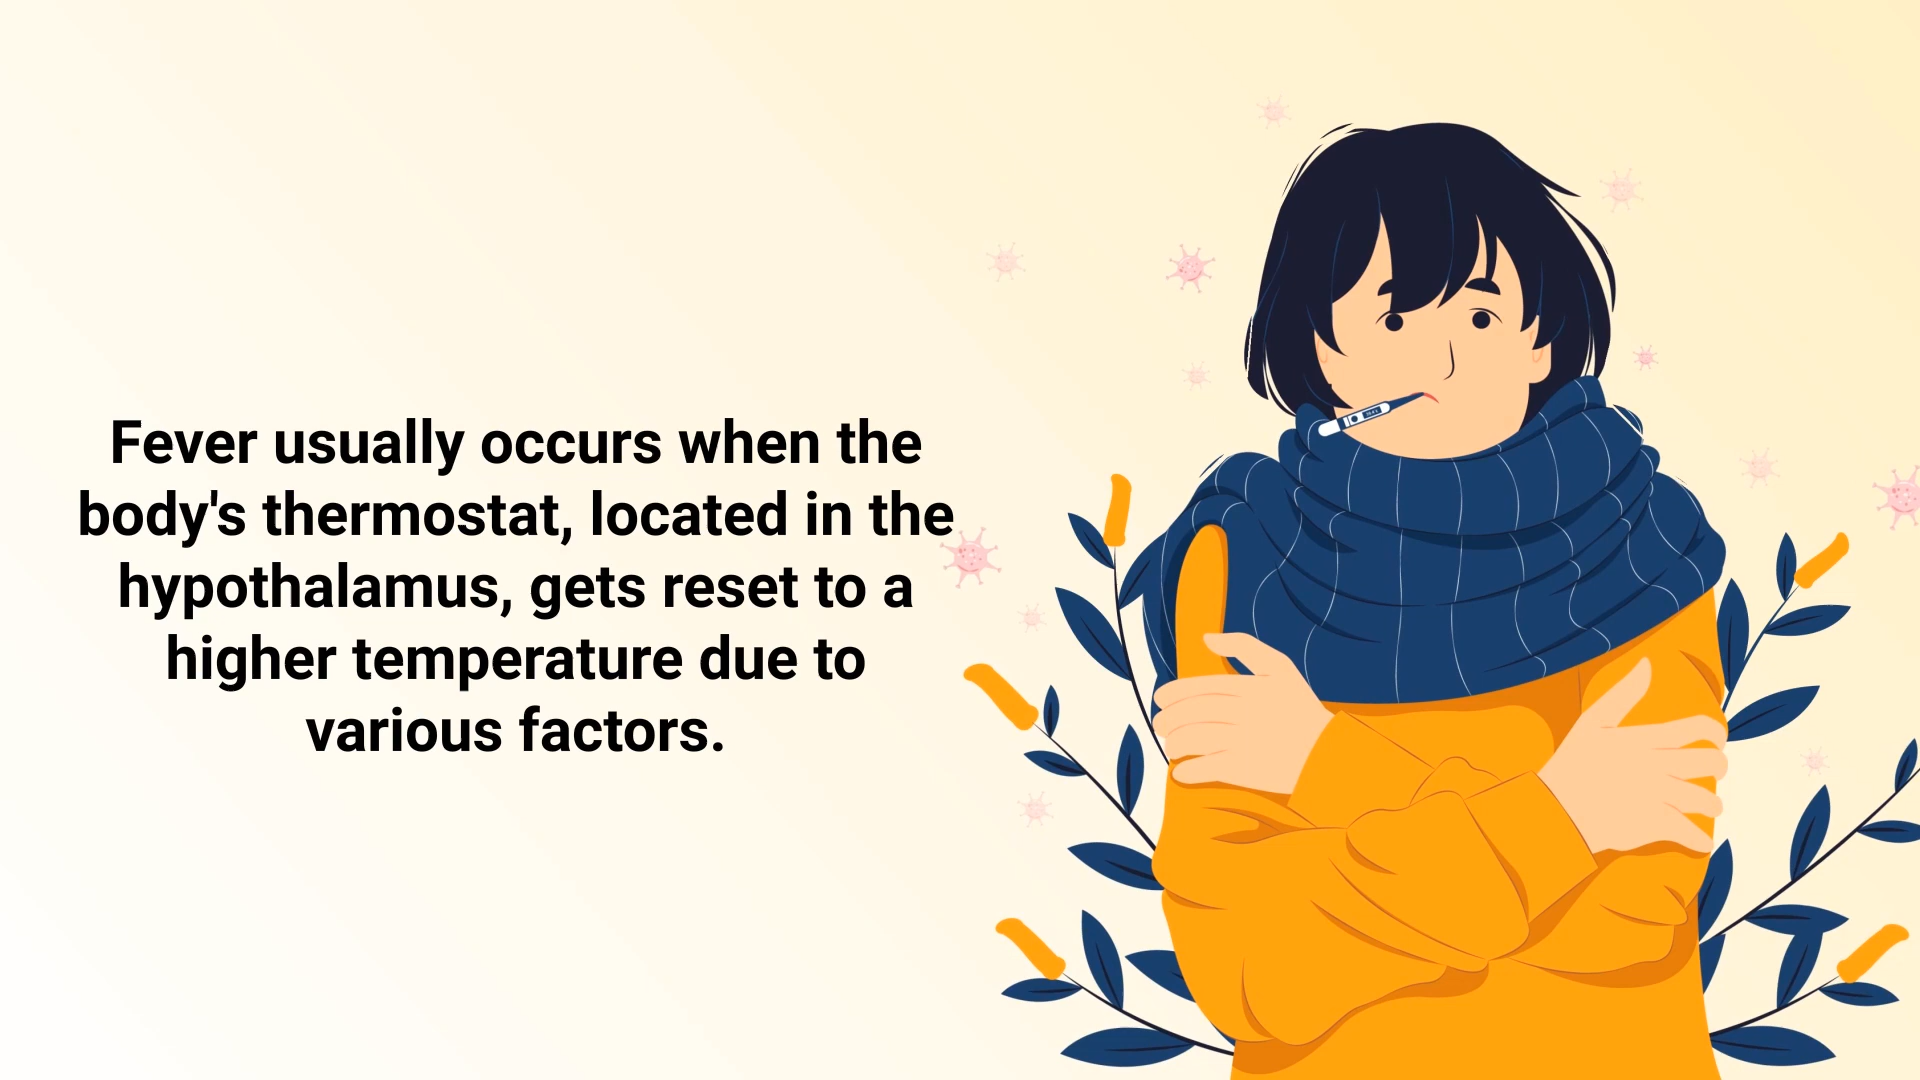 Fever usually occurs when the
body's thermostat, located in the
hypothalamus, gets reset to a
higher temperature due to
various factors.